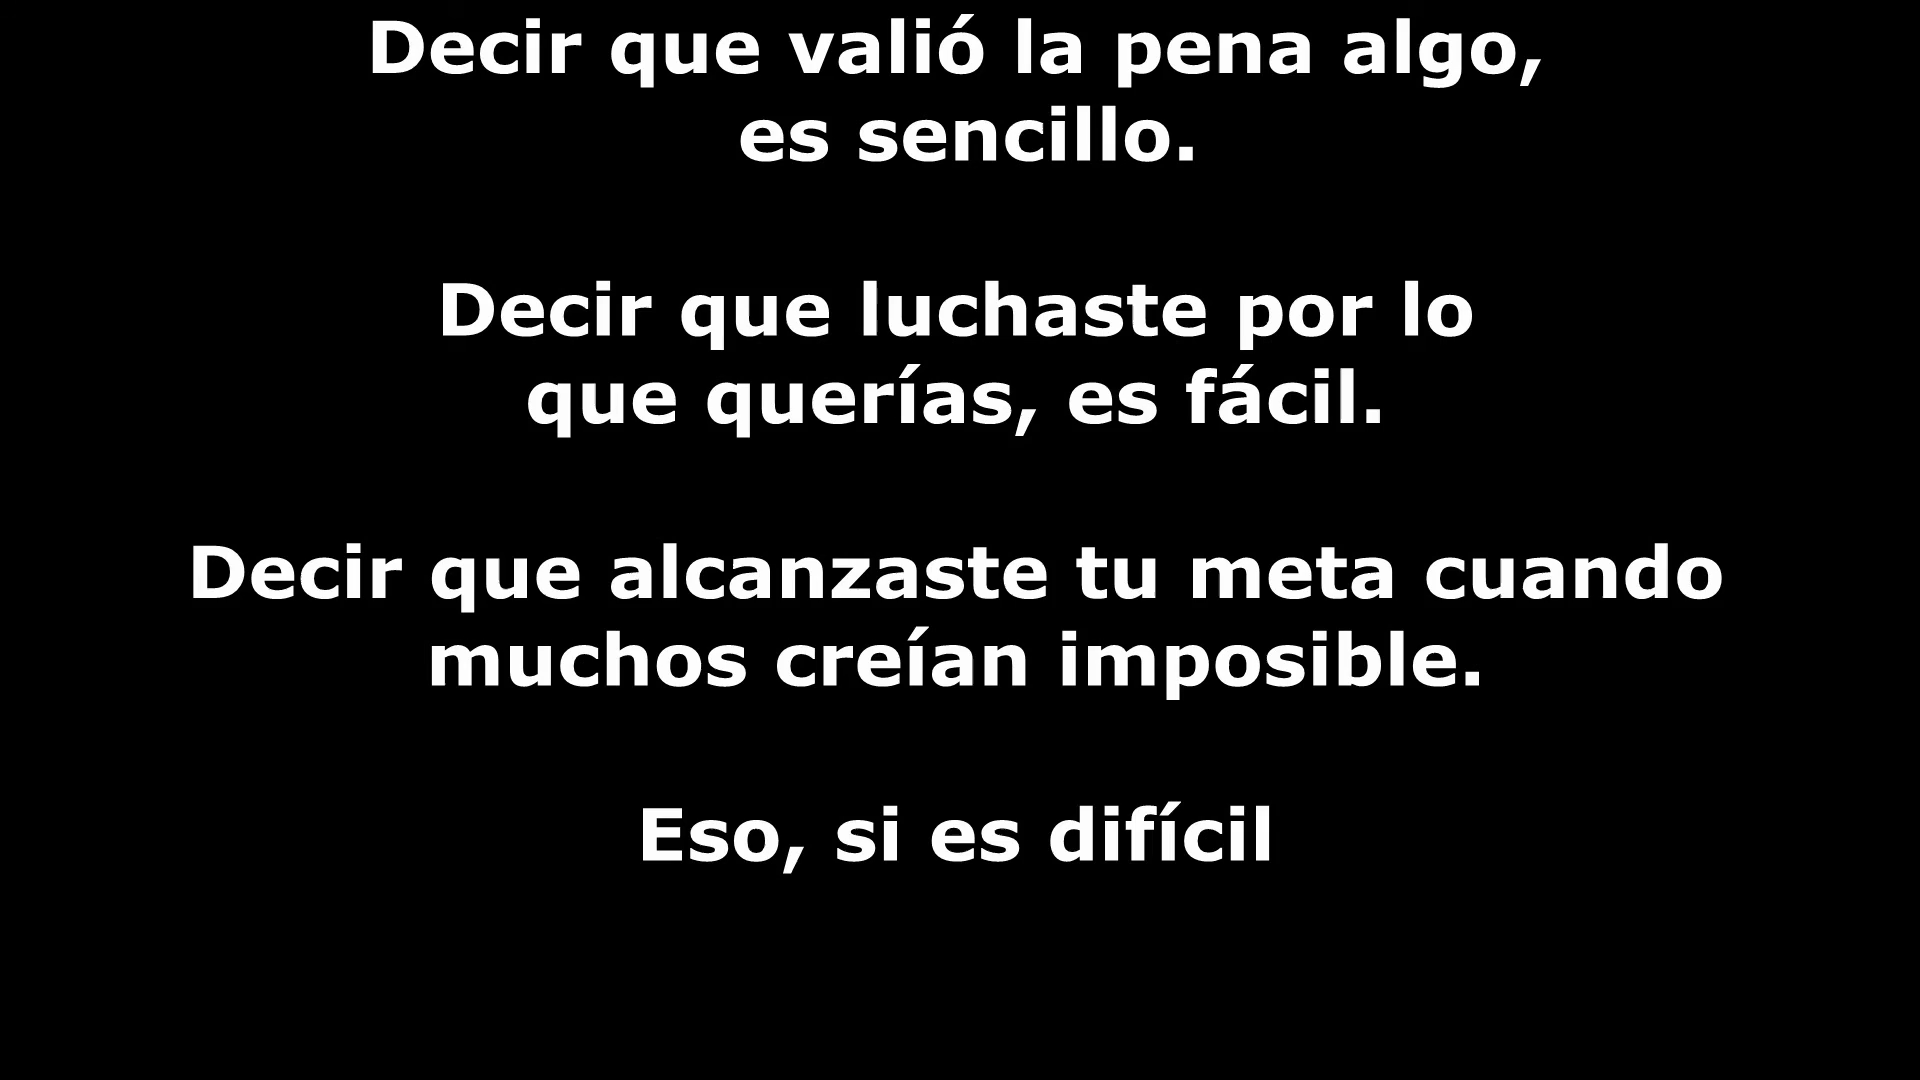 Decir que valió la pena algo,
es sencillo.
Decir que luchaste por lo
que querías, es fácil.
Decir que alcanzaste tu meta cuando
muchos creían imposible.
Eso, si es difícil